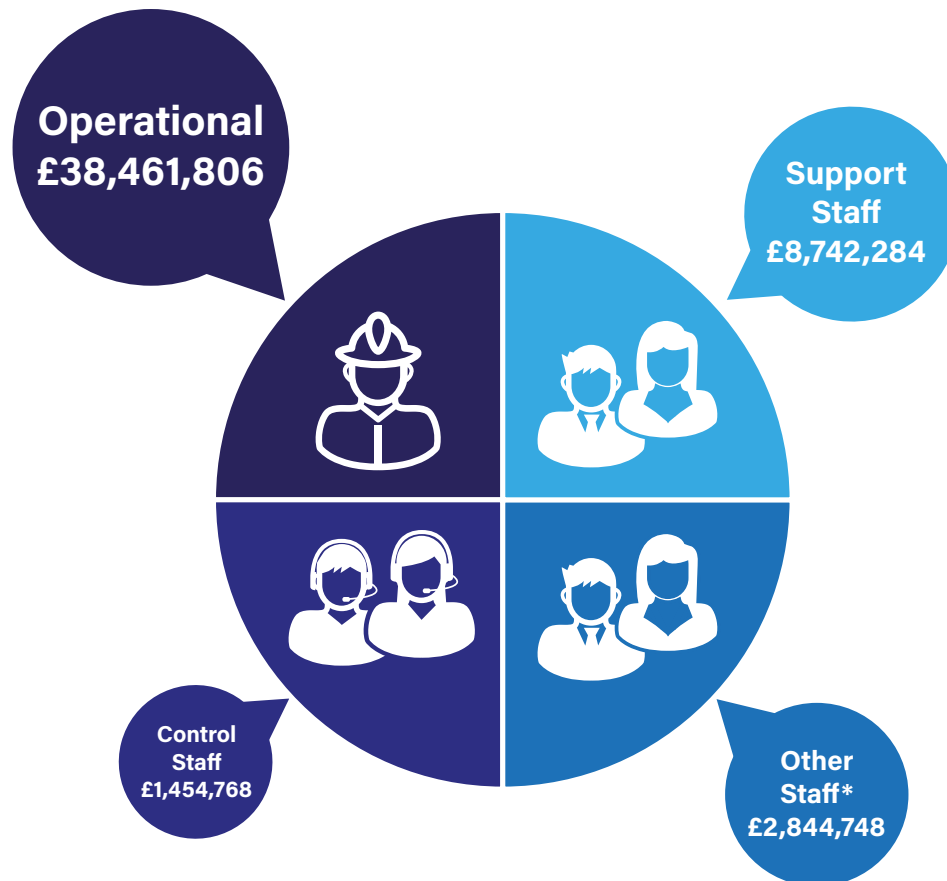 Operational
£38,461,806
Support
Staff
£8,742,284
Control
Staff
£1,454,768
Other
Staff*
£2,844,748